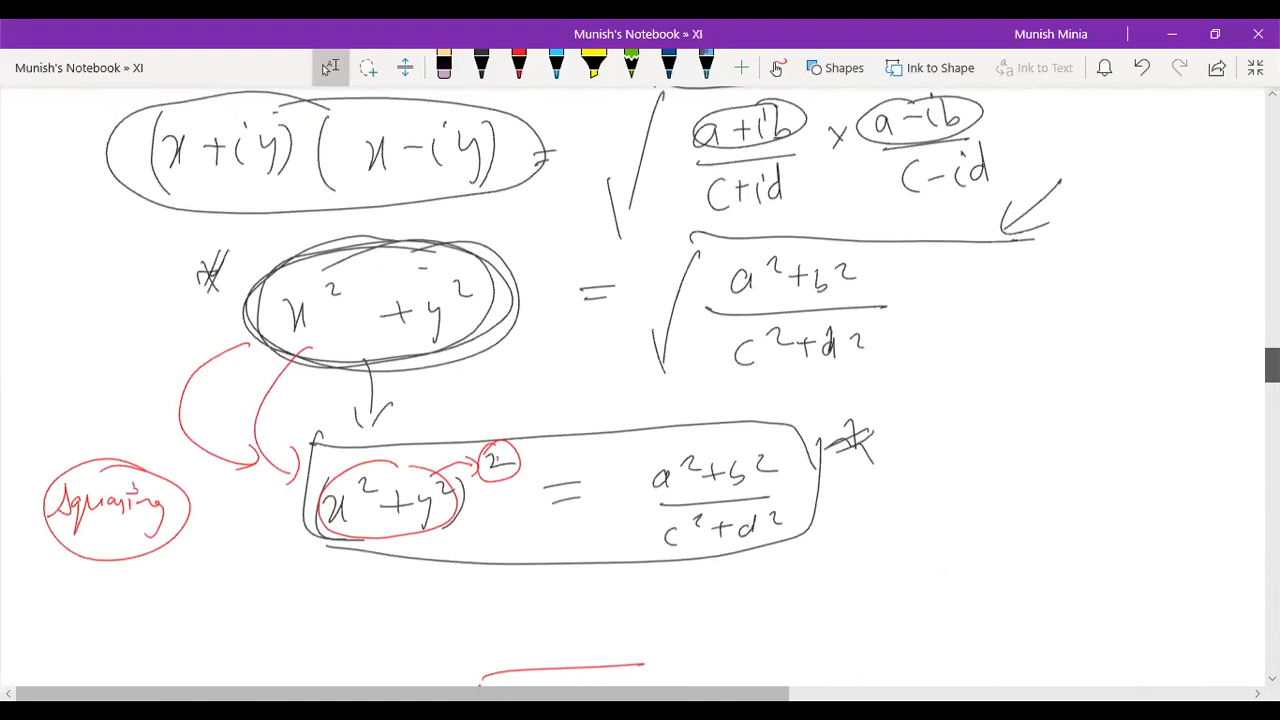 Munish's Notebook » XI
Munish Minia
Munish's Notebook » XI
Shapes
Ink to Shape
Ink to Text
(x + iy) ( x - iy) = √ a + ib / c + id × a - ib / c - id
x² + y² = √ a² + b² / c² + d²
(x² + y²)² = a² + b² / c² + d²
Squaring